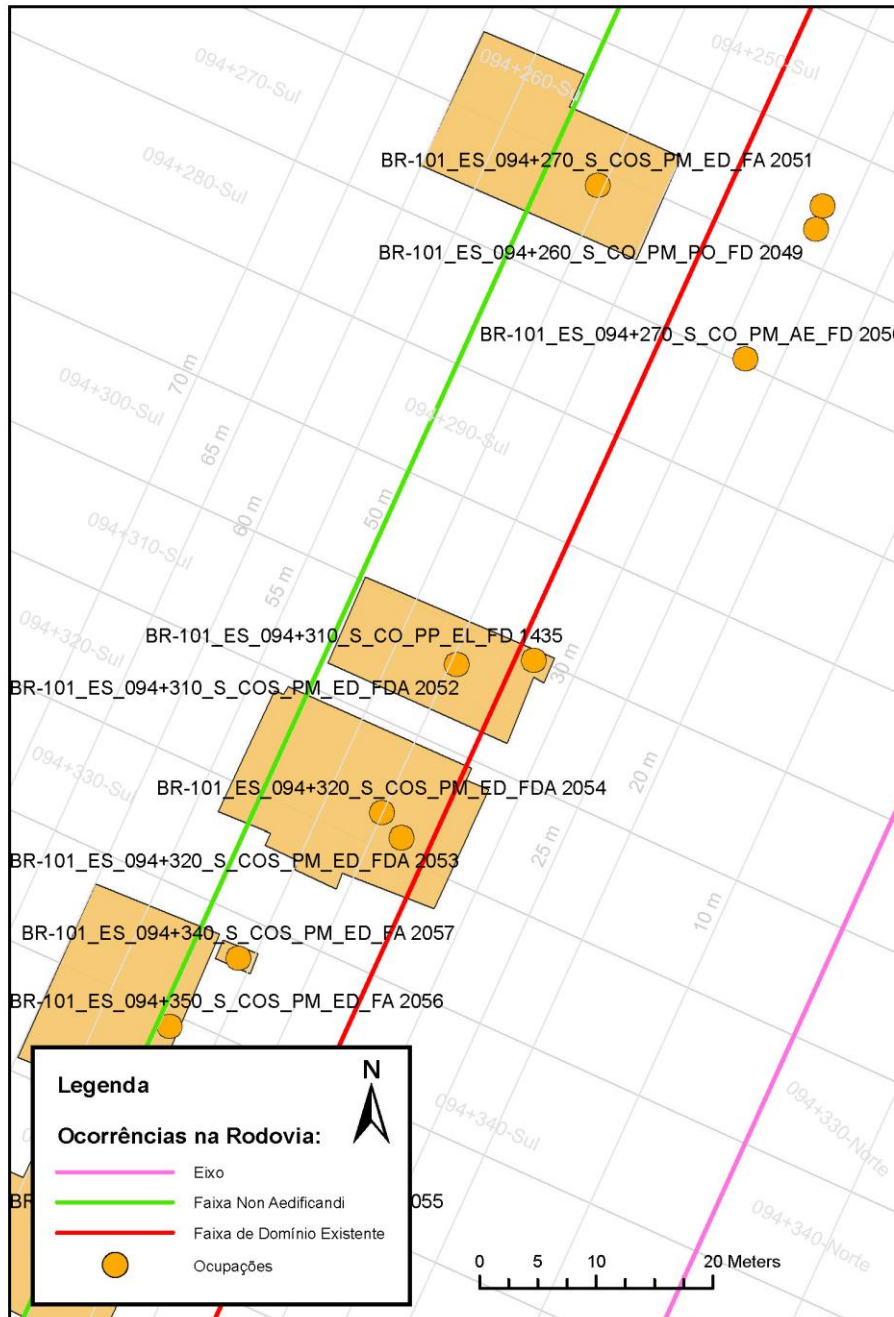 094+250-Sul
094+260-Su
094+270-Sul
BR-101_ES_094+270_S_COS_PM_ED_FA 2051
094+280-Sul
BR-101_ES_094+260_S_CO_PM_PO_FD 2049
BR-101_ES_094+270_S_CO_PM_AE_FD 205
70 m
094+300-Sul
094+290-Sul
65 m
60 m
50 m
094+310-Sul
55 m
BR-101_ES_094+310_S_CO_PP_EL_FD 1435
094+320-Sul
30 m
BR-101_ES_094+310_S_COS_PM_ED_FDA 2052
094+330-Sul
20 m
BR-101_ES_094+320_S_COS_PM_ED_FDA 2054
25 m
BR-101_ES_094+320_S_COS_PM_ED_FDA 2053
10 m
BR-101_ES_094+340_S_COS_PM_ED_FA 2057
BR-101_ES_094+350_S_COS_PM_ED_FA 2056
094+340-Sul
094+330-Norte
094+340-Norte
BR
055
Legenda
N
Ocorrências na Rodovia:
Eixo
Faixa Non Aedificandi
Faixa de Domínio Existente
Ocupações
0 5 10 20 Meters